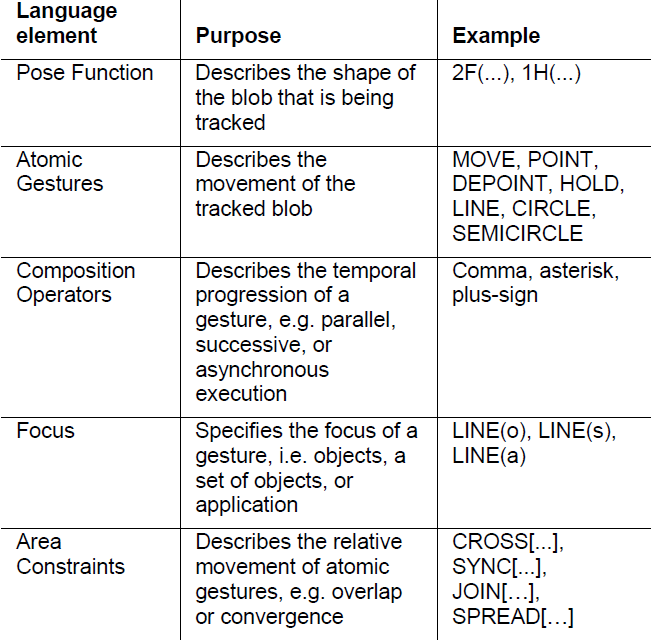 Language element	Purpose	Example
Pose Function	Describes the shape of the blob that is being tracked	2F(...), 1H(...)
Atomic Gestures	Describes the movement of the tracked blob	MOVE, POINT, DEPOINT, HOLD, LINE, CIRCLE, SEMICIRCLE
Composition Operators	Describes the temporal progression of a gesture, e.g. parallel, successive, or asynchronous execution	Comma, asterisk, plus-sign
Focus	Specifies the focus of a gesture, i.e. objects, a set of objects, or application	LINE(o), LINE(s), LINE(a)
Area Constraints	Describes the relative movement of atomic gestures, e.g. overlap or convergence	CROSS[...], SYNC[...], JOIN[…], SPREAD[…]